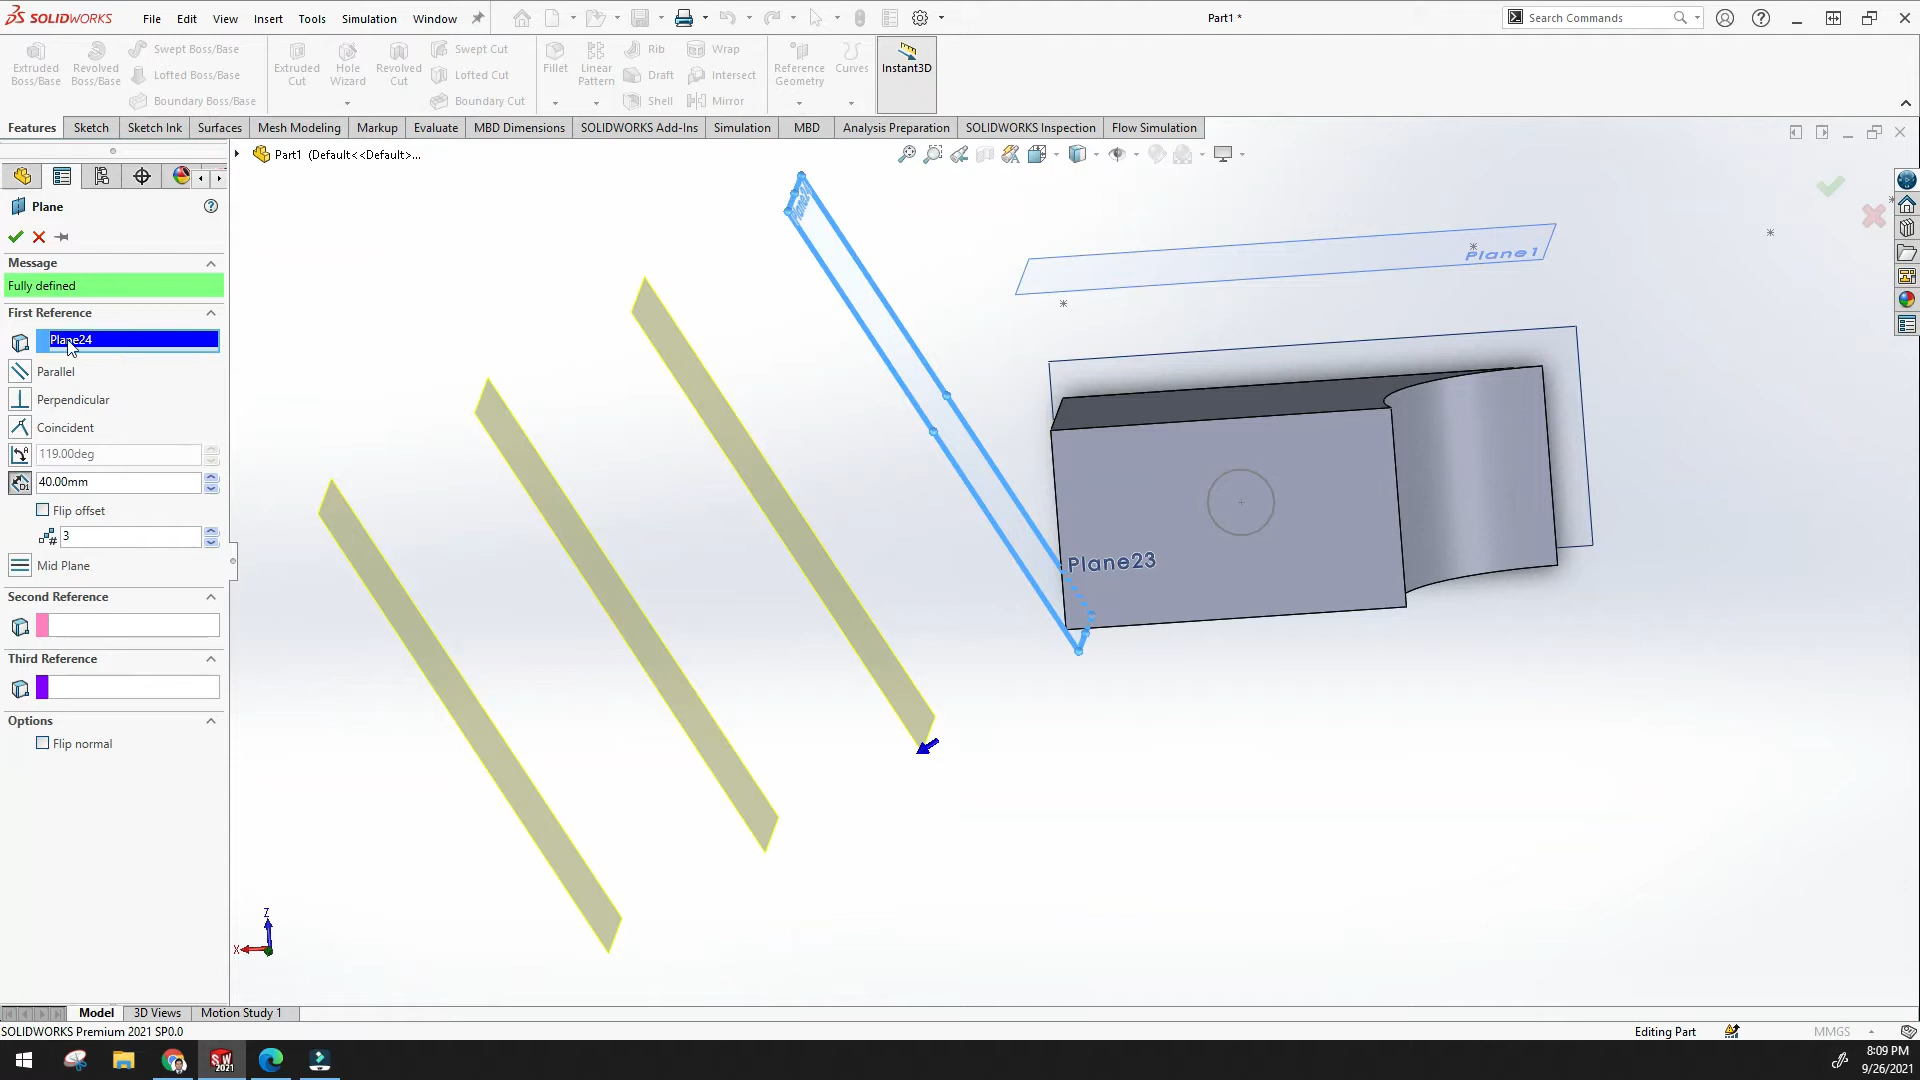 SOLIDWORKS File Edit View Insert Tools Simulation Window Part1 * Search Commands
Extruded Boss/Base Revolved Boss/Base Swept Boss/Base Lofted Boss/Base Boundary Boss/Base Extruded Cut Hole Wizard Revolved Cut Swept Cut Lofted Cut Boundary Cut Fillet Linear Pattern Rib Draft Shell Wrap Intersect Mirror Reference Geometry Curves Instant3D
Features Sketch Sketch Ink Surfaces Mesh Modeling Markup Evaluate MBD Dimensions SOLIDWORKS Add-Ins Simulation MBD Analysis Preparation SOLIDWORKS Inspection Flow Simulation
Part1 (Default<<Default>...
Plane
Message
Fully defined
First Reference
Plane24
Parallel
Perpendicular
Coincident
119.00deg
40.00mm
Flip offset
3
Mid Plane
Second Reference
Third Reference
Options
Flip normal
Plane24
Plane1
Plane23
Z
X
Model 3D Views Motion Study 1
SOLIDWORKS Premium 2021 SP0.0 Editing Part MMGS
SW 2021
8:09 PM
9/26/2021